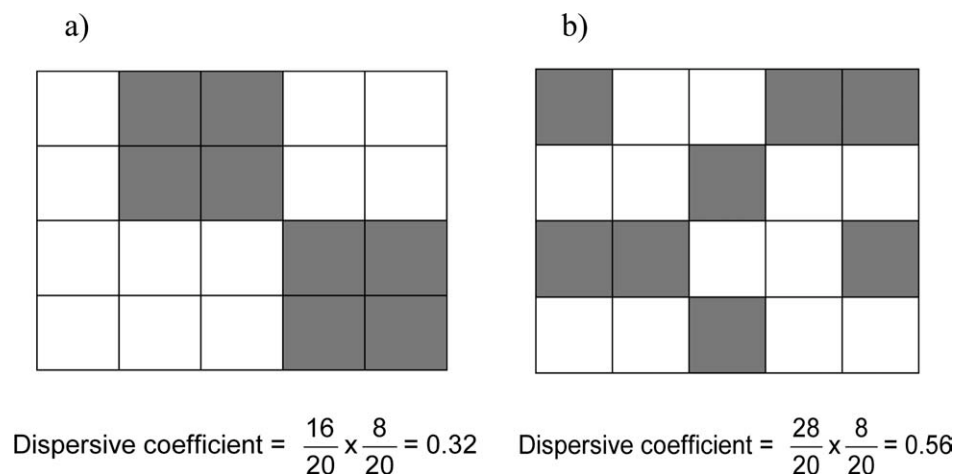 a)
b)
Dispersive coefficient = 16/20 x 8/20 = 0.32
Dispersive coefficient = 28/20 x 8/20 = 0.56